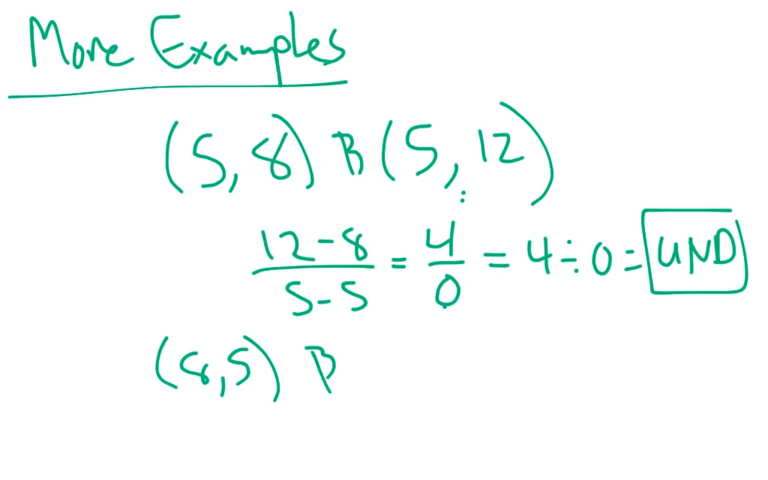 More Examples
(5,8) B (5,12)
12-8/5-5 = 4/0 = 4÷0 = UND
(8,5) B